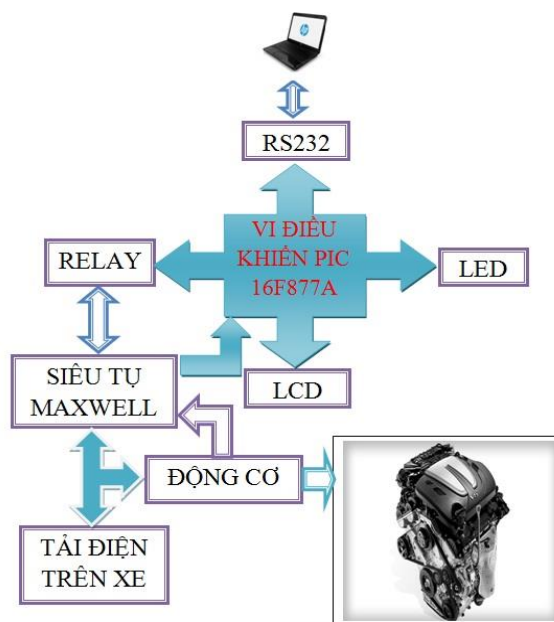 RS232
VI ĐIỀU
KHIỂN PIC
16F877A
RELAY
LED
SIÊU TỤ
MAXWELL
LCD
ĐỘNG CƠ
TẢI ĐIỆN
TRÊN XE